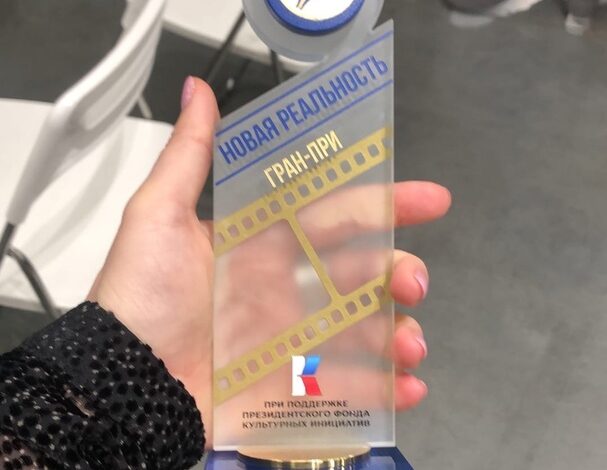 НОВАЯ РЕАЛЬНОСТЬ
ГРАН-ПРИ
ПРИ ПОДДЕРЖКЕ
ПРЕЗИДЕНТСКОГО ФОНДА
КУЛЬТУРНЫХ ИНИЦИАТИВ